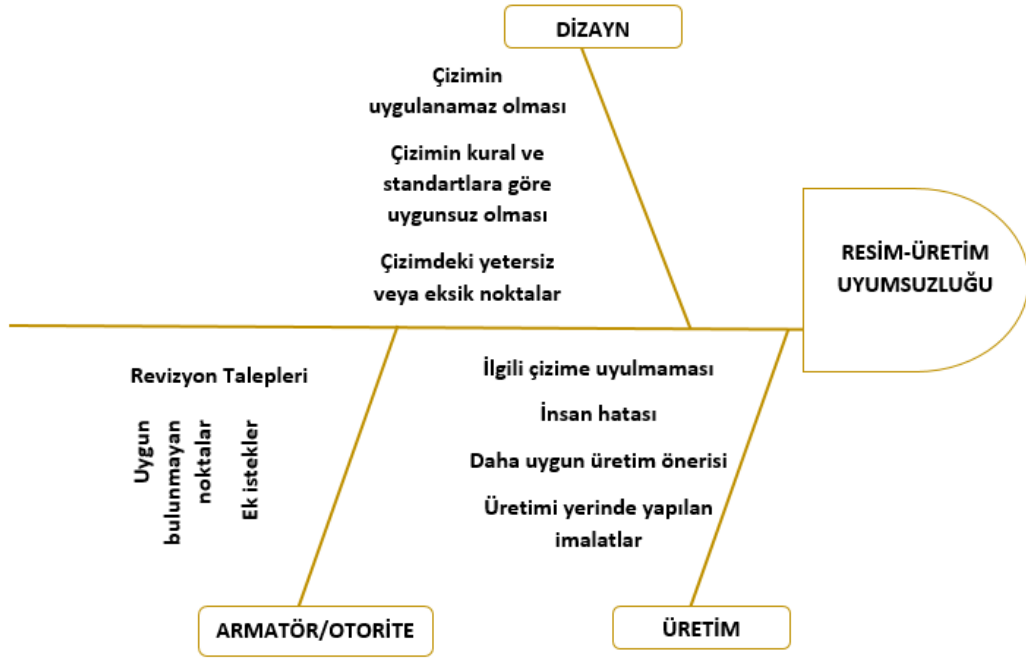 DİZAYN
Çizimin
uygulanamaz olması
Çizimin kural ve
standartlara göre
uygunsuz olması
Çizimdeki yetersiz
veya eksik noktalar
RESİM-ÜRETİM
UYUMSUZLUĞU
Revizyon Talepleri
Uygun
bulunmayan
noktalar
Ek istekler
İlgili çizime uyulmaması
İnsan hatası
Daha uygun üretim önerisi
Üretimi yerinde yapılan
imalatlar
ARMATÖR/OTORİTE
ÜRETİM